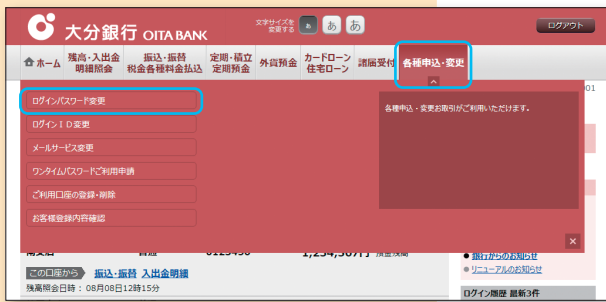 大分銀行 OITA BANK
文字サイズを
変更する
あ あ あ
ログアウト
ホーム
残高・入出金
明細照会
振込・振替
税金各種料金払込
定期・積立
定期預金
外貨預金
カードローン
住宅ローン
諸届受付
各種申込・変更
ログインパスワード変更
各種申込・変更お取引がご利用いただけます。
ログインID変更
メールサービス変更
ワンタイムパスワードご利用申請
ご利用口座の登録・削除
お客様登録内容確認
×
この口座から 振込・振替 入出金明細
残高照会日時: 08月08日12時15分
銀行からのお知らせ
リニューアルのお知らせ
ログイン履歴 最新3件